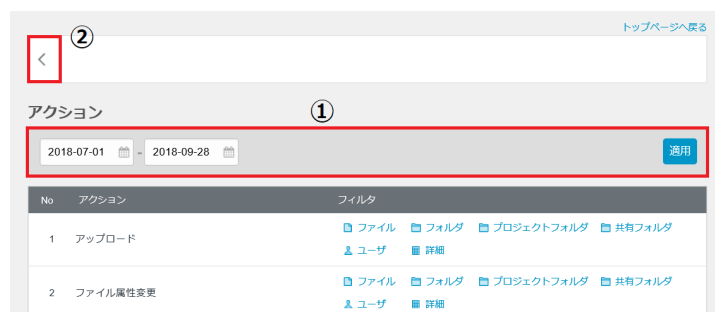 トップページへ戻る
②
<
アクション
①
2018-07-01 - 2018-09-28 適用
No アクション フィルタ
1 アップロード ファイル フォルダ プロジェクトフォルダ 共有フォルダ
ユーザ 詳細
2 ファイル属性変更 ファイル フォルダ プロジェクトフォルダ 共有フォルダ
ユーザ 詳細